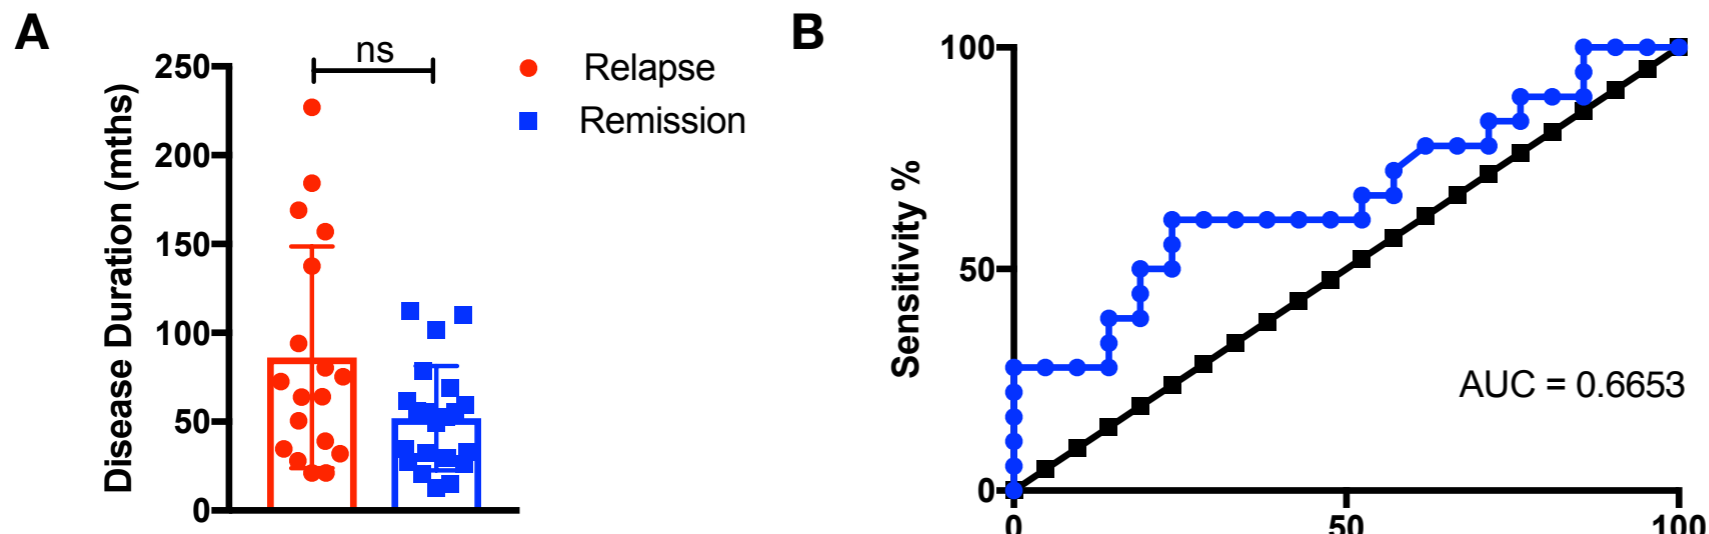 A
Disease Duration (mths)
250
200
150
100
50
0
ns
Relapse
Remission
B
Sensitivity %
100
50
0
AUC = 0.6653
0
50
100